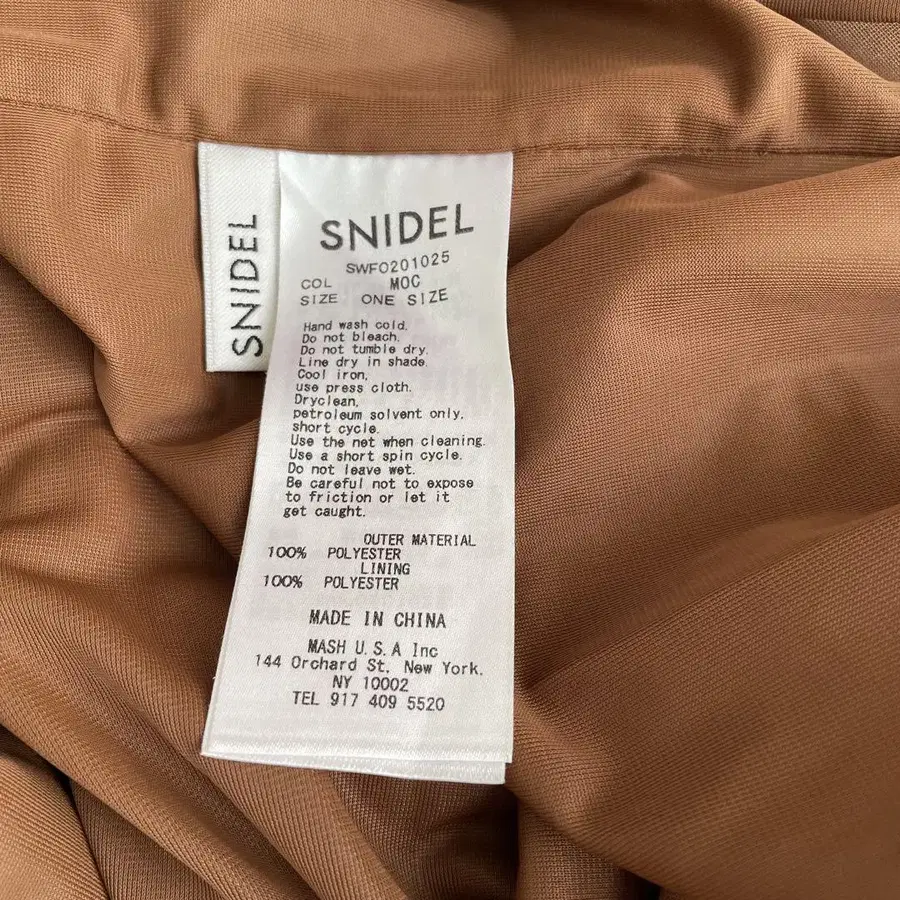 SNIDEL
SNIDEL
SWFO201025
COL MOC
SIZE ONE SIZE
Hand wash cold.
Do not bleach.
Do not tumble dry.
Line dry in shade.
Cool iron,
use press cloth.
Dryclean,
petroleum solvent only,
short cycle.
Use the net when cleaning.
Use a short spin cycle.
Do not leave wet.
Be careful not to expose
to friction or let it
get caught.
OUTER MATERIAL
100% POLYESTER
LINING
100% POLYESTER
MADE IN CHINA
MASH U.S.A Inc
144 Orchard St. New York.
NY 10002
TEL 917 409 5520